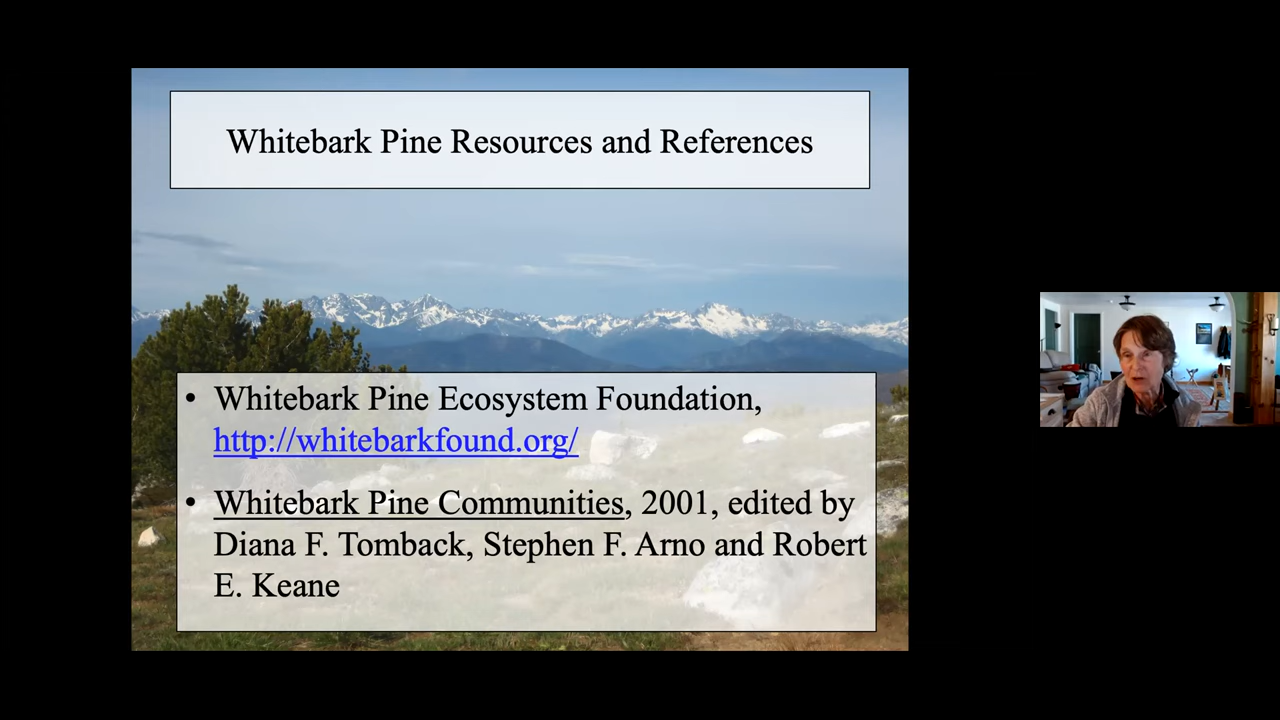 Whitebark Pine Resources and References
• Whitebark Pine Ecosystem Foundation,
http://whitebarkfound.org/
• Whitebark Pine Communities, 2001, edited by
Diana F. Tomback, Stephen F. Arno and Robert
E. Keane